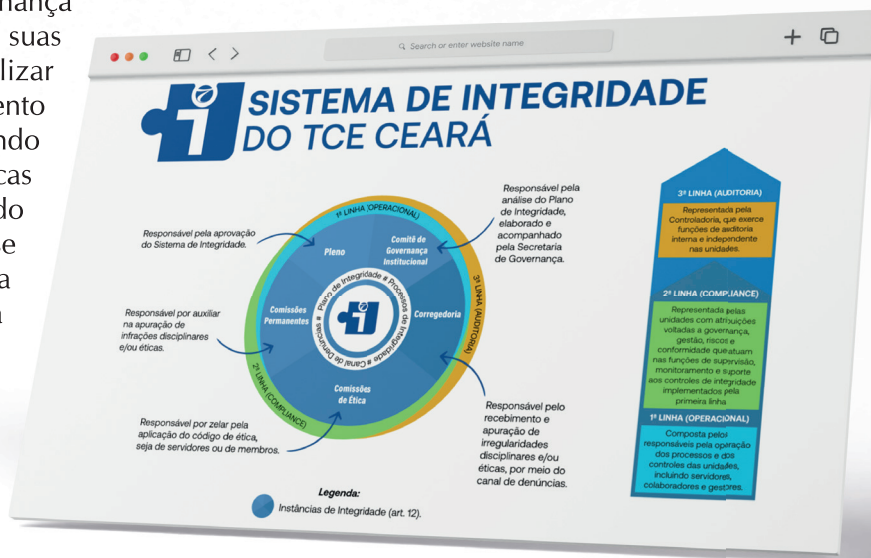 nança
suas
lizar
ento
ndo
cas
do
se
a
Search or enter website name
SISTEMA DE INTEGRIDADE
DO TCE CEARÁ
Responsável pela aprovação
do Sistema de Integridade.
Responsável por auxiliar
na apuração de
infrações disciplinares
e/ou éticas.
Responsável por zelar pela
aplicação do código de ética,
seja de servidores ou de membros.
1ª LINHA (OPERACIONAL)
2ª LINHA (COMPLIANCE)
3ª LINHA (AUDITORIA)
Pleno
Comitê de
Governança
Institucional
Corregedoria
Comissões
de Ética
Comissões
Permanentes
Plano de Integridade # Processos de Integridade # Canal de Denúncias #
Responsável pela
análise do Plano
de Integridade,
elaborado e
acompanhado
pela Secretaria
de Governança.
Responsável pelo
recebimento e
apuração de
irregularidades
disciplinares e/ou
éticas, por meio do
canal de denúncias.
Legenda:
Instâncias de Integridade (art. 12).
3ª LINHA (AUDITORIA)
Representada pela
Controladoria, que exerce
funções de auditoria
interna e independente
nas unidades.
2ª LINHA (COMPLIANCE)
Representada pelas
unidades com atribuições
voltadas a governança,
gestão, riscos e
conformidade que atuam
nas funções de supervisão,
monitoramento e suporte
aos controles de integridade
implementados pela
primeira linha
1ª LINHA (OPERACIONAL)
Composta pelos
responsáveis pela operação
dos processos e dos
controles das unidades,
incluindo servidores,
colaboradores e gestores.